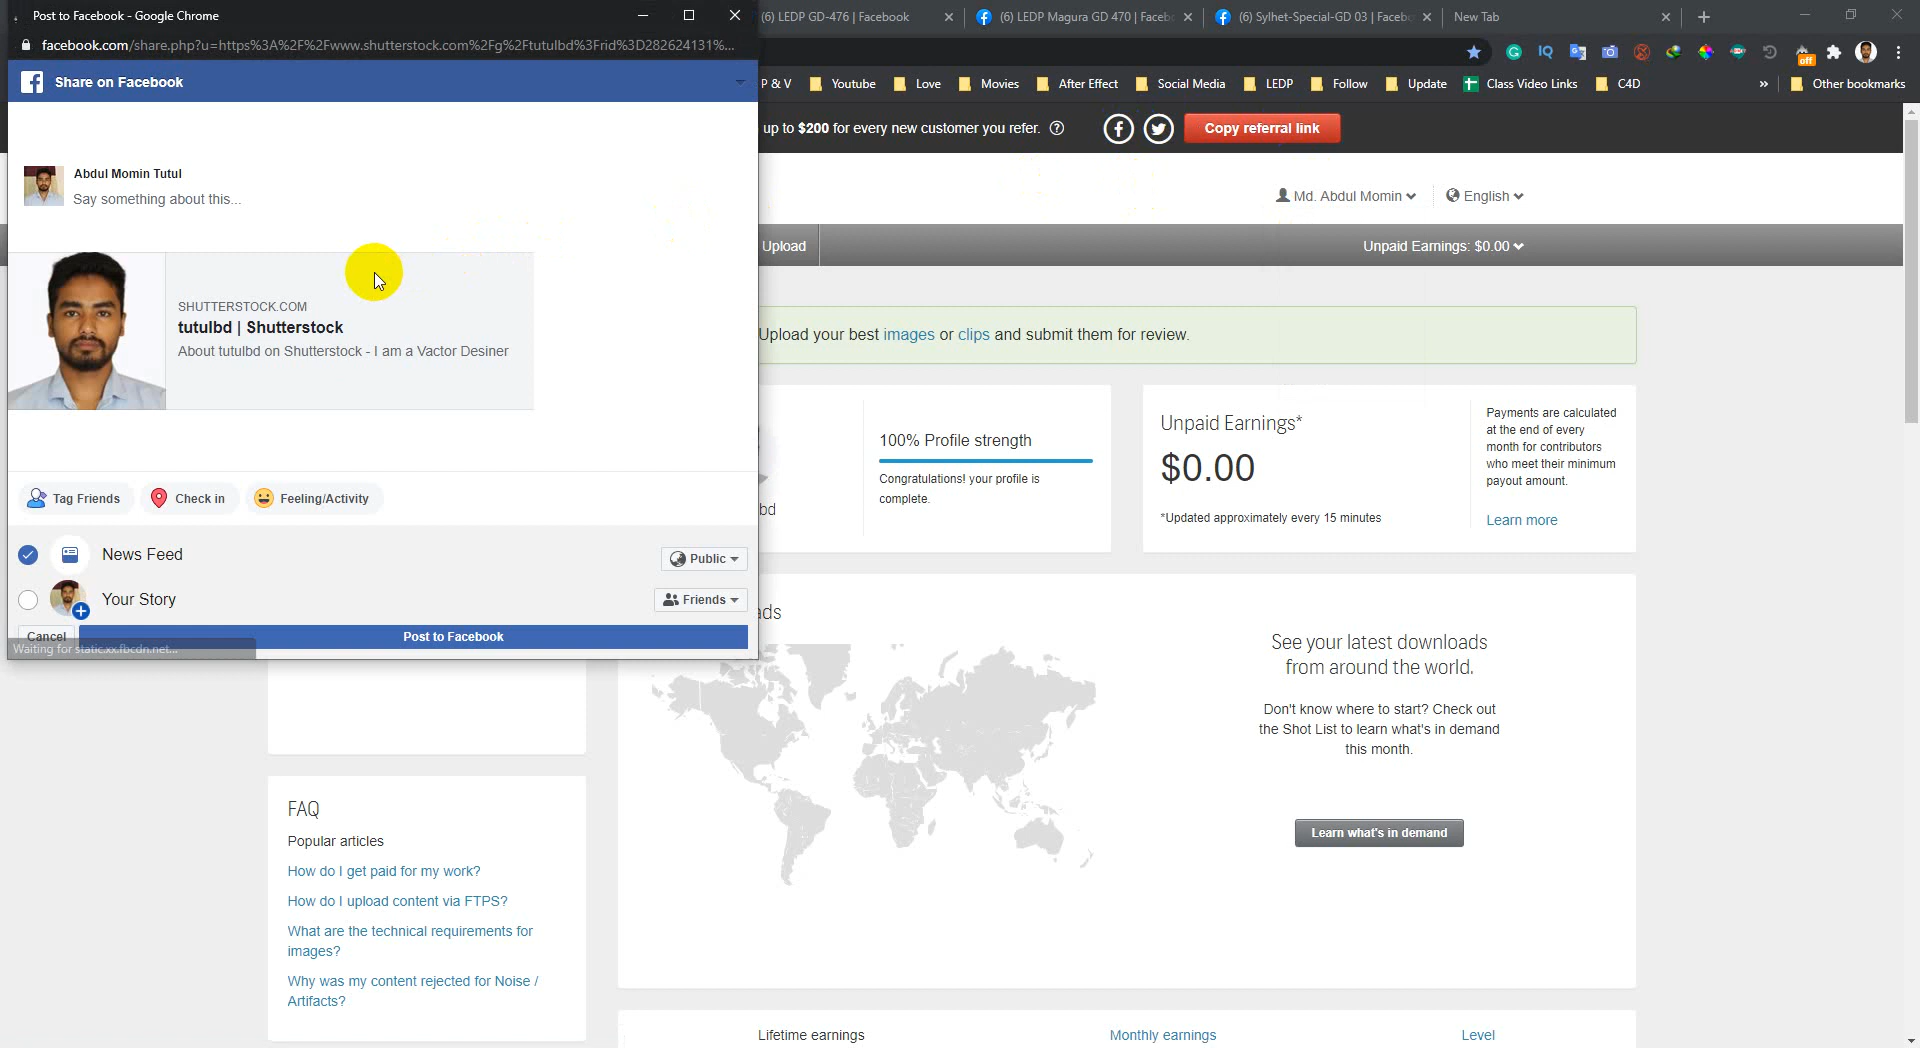 Post to Facebook - Google Chrome
facebook.com/share.php?u=https%3A%2F%2Fwww.shutterstock.com%2Fg%2Ftutulbd%3Frid%3D282624131%...
Share on Facebook
Abdul Momin Tutul
Say something about this...
SHUTTERSTOCK.COM
tutulbd | Shutterstock
About tutulbd on Shutterstock - I am a Vactor Desiner
Tag Friends
Check in
Feeling/Activity
News Feed
Public
Your Story
Friends
Cancel
Post to Facebook
Waiting for static.xx.fbcdn.net...
(6) LEDP GD-476 | Facebook
(6) LEDP Magura GD 470 | Faceb
(6) Sylhet-Special-GD 03 | Facebo
New Tab
off
P & V
Youtube
Love
Movies
After Effect
Social Media
LEDP
Follow
Update
Class Video Links
C4D
»
Other bookmarks
up to $200 for every new customer you refer.
Copy referral link
Md. Abdul Momin
English
Upload
Unpaid Earnings: $0.00
Upload your best images or clips and submit them for review.
bd
100% Profile strength
Congratulations! your profile is
complete.
Unpaid Earnings*
$0.00
*Updated approximately every 15 minutes
Payments are calculated
at the end of every
month for contributors
who meet their minimum
payout amount.
Learn more
ads
See your latest downloads
from around the world.
Don't know where to start? Check out
the Shot List to learn what's in demand
this month.
Learn what's in demand
FAQ
Popular articles
How do I get paid for my work?
How do I upload content via FTPS?
What are the technical requirements for
images?
Why was my content rejected for Noise /
Artifacts?
Lifetime earnings
Monthly earnings
Level